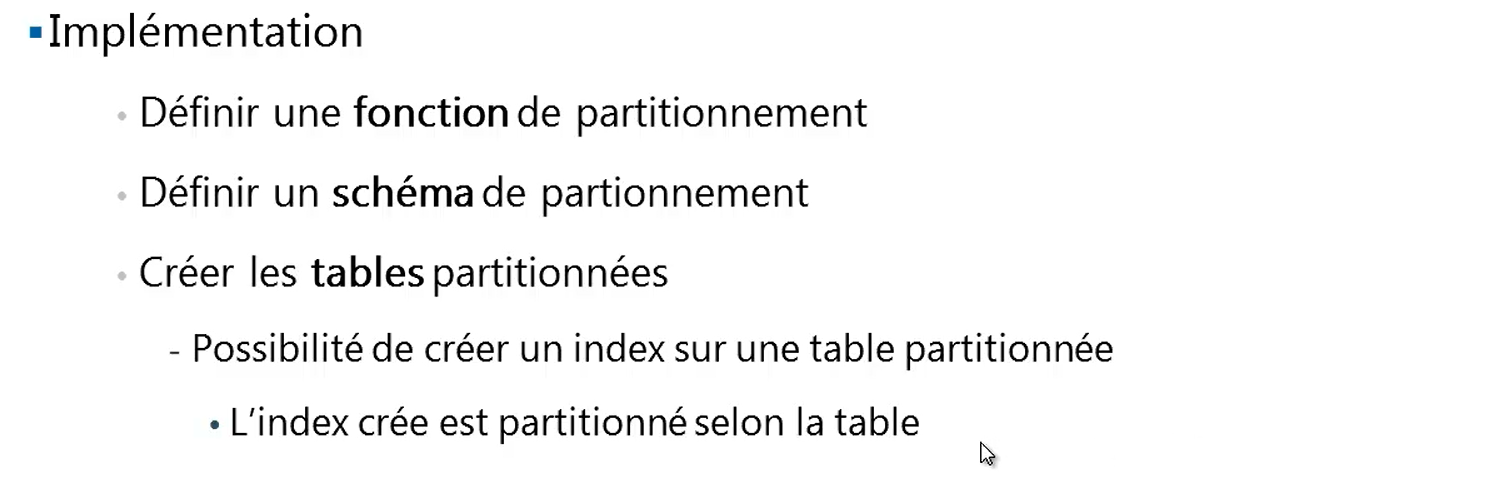 ▪Implémentation
• Définir une fonction de partitionnement
• Définir un schéma de partionnement
• Créer les tables partitionnées
- Possibilité de créer un index sur une table partitionnée
• L'index crée est partitionné selon la table